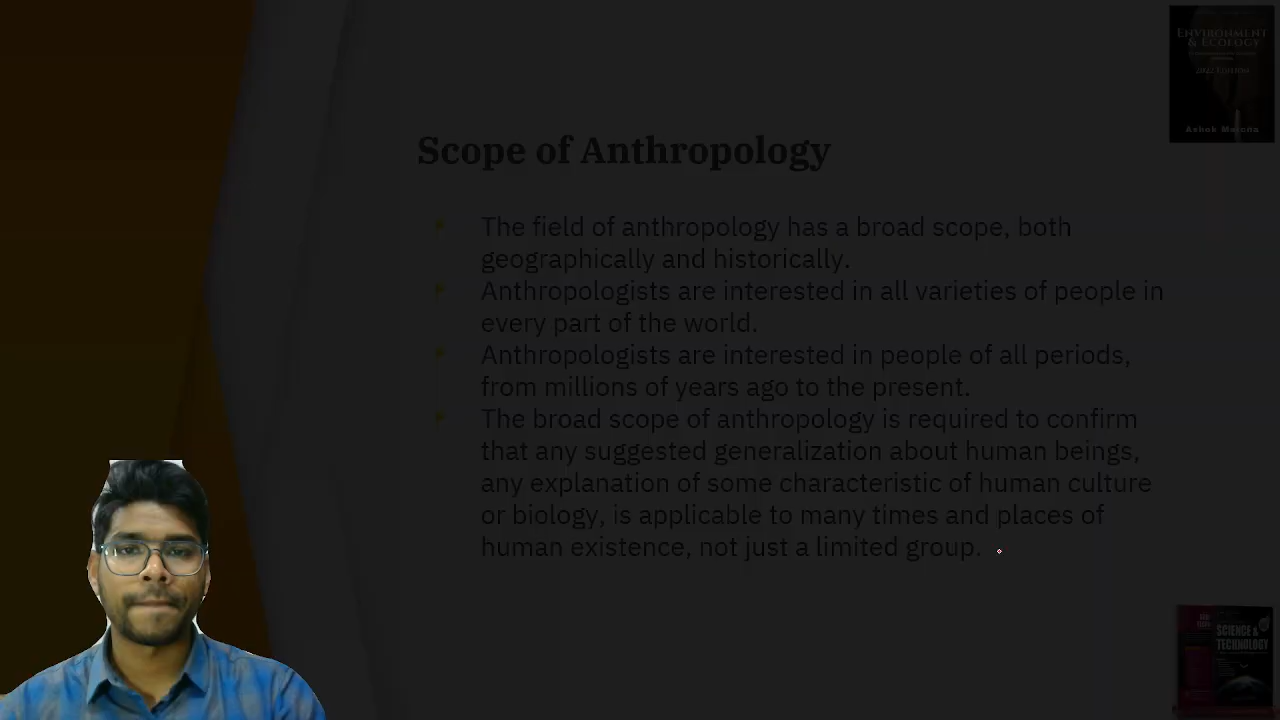 ENVIRONMENT
& ECOLOGY
2022 EDITION
Scope of Anthropology
The field of anthropology has a broad scope, both
geographically and historically.
Anthropologists are interested in all varieties of people in
every part of the world.
Anthropologists are interested in people of all periods,
from millions of years ago to the present.
The broad scope of anthropology is required to confirm
that any suggested generalization about human beings,
any explanation of some characteristic of human culture
or biology, is applicable to many times and places of
human existence, not just a limited group.
SCIENCE &
TECHNOLOGY